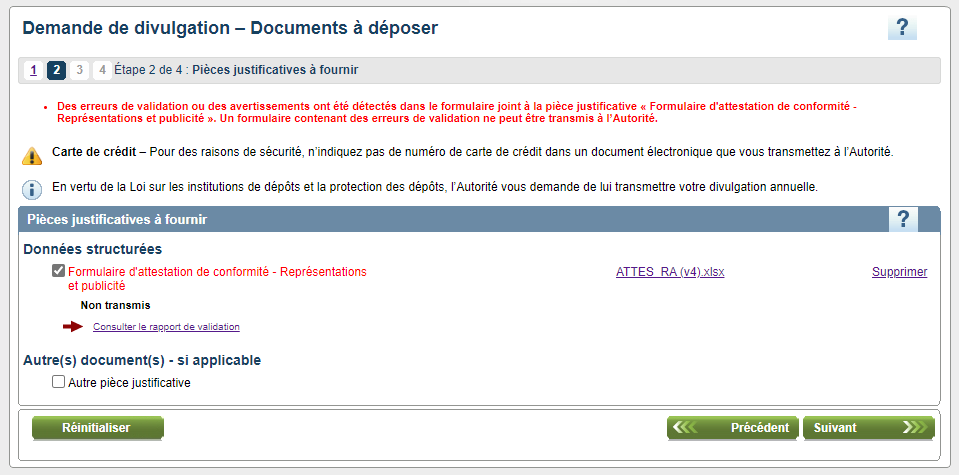 Demande de divulgation – Documents à déposer
?
1 2 3 4 Étape 2 de 4 : Pièces justificatives à fournir
• Des erreurs de validation ou des avertissements ont été détectés dans le formulaire joint à la pièce justificative « Formulaire d'attestation de conformité -
Représentations et publicité ». Un formulaire contenant des erreurs de validation ne peut être transmis à l'Autorité.
Carte de crédit – Pour des raisons de sécurité, n'indiquez pas de numéro de carte de crédit dans un document électronique que vous transmettez à l'Autorité.
En vertu de la Loi sur les institutions de dépôts et la protection des dépôts, l'Autorité vous demande de lui transmettre votre divulgation annuelle.
Pièces justificatives à fournir
?
Données structurées
Formulaire d'attestation de conformité - Représentations
et publicité
ATTES_RA (v4).xlsx
Supprimer
Non transmis
Consulter le rapport de validation
Autre(s) document(s) - si applicable
Autre pièce justificative
Réinitialiser
Précédent
Suivant